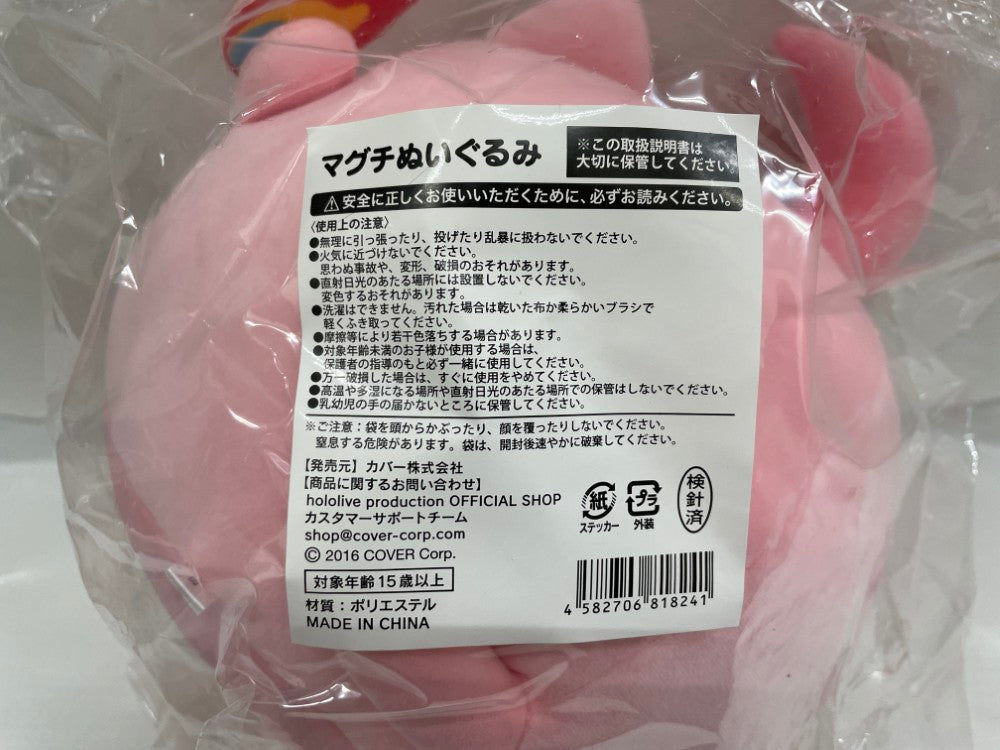 マグチぬいぐるみ
※この取扱説明書は
大切に保管してください。
⚠安全に正しくお使いいただくために、必ずお読みください。
〈使用上の注意〉
●無理に引っ張ったり、投げたり乱暴に扱わないでください。
●火気に近づけないでください。
思わぬ事故や、変形、破損のおそれがあります。
●直射日光のあたる場所には設置しないでください。
変色するおそれがあります。
●洗濯はできません。汚れた場合は乾いた布か柔らかいブラシで
軽くふき取ってください。
●摩擦等により若干色落ちする場合があります。
●対象年齢未満のお子様が使用する場合は、
保護者の指導のもと必ず一緒に使用してください。
●万一破損した場合は、すぐに使用をやめてください。
●高温や多湿になる場所や直射日光のあたる場所での保管はしないでください。
●乳幼児の手の届かないところに保管してください。
※ご注意：袋を頭からかぶったり、顔を覆ったりしないでください。
窒息する危険があります。袋は、開封後速やかに破棄してください。
【発売元】カバー株式会社
【商品に関するお問い合わせ】
hololive production OFFICIAL SHOP
カスタマーサポートチーム
shop@cover-corp.com
© 2016 COVER Corp.
対象年齢15歳以上
材質：ポリエステル
MADE IN CHINA
紙
ステッカー
プラ
外装
検針済
4 582706 818241